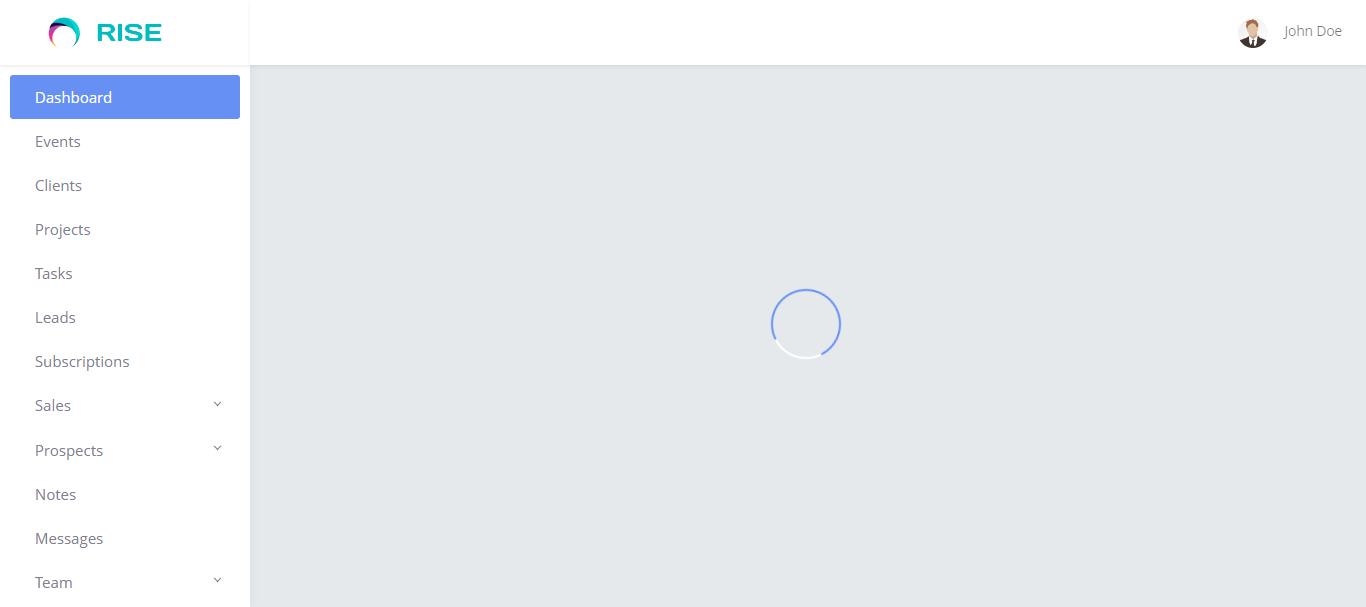 RISE
John Doe
Dashboard
Events
Clients
Projects
Tasks
Leads
Subscriptions
Sales
Prospects
Notes
Messages
Team